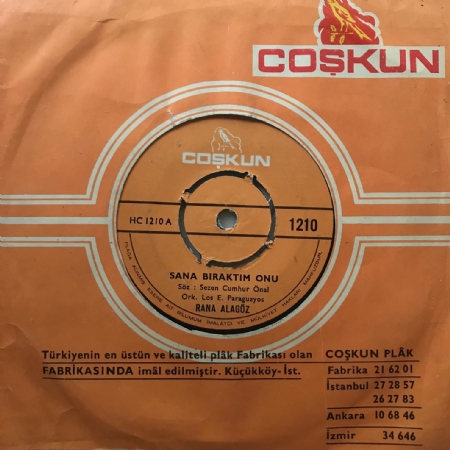 COŞKUN
COŞKUN
HC 1210 A
1210
SANA BIRAKTIM ONU
Söz : Sezen Cumhur Önal
Ork. Los E. Paraguayos
RANA ALAGÖZ
Türkiyenin en üstün ve kaliteli plâk Fabrikası olan
FABRİKASINDA imâl edilmiştir. Küçükköy- İst.
COŞKUN PLÂK
Fabrika 21 62 01
İstanbul 27 28 57
26 27 83
Ankara 10 68 46
İzmir 34 646